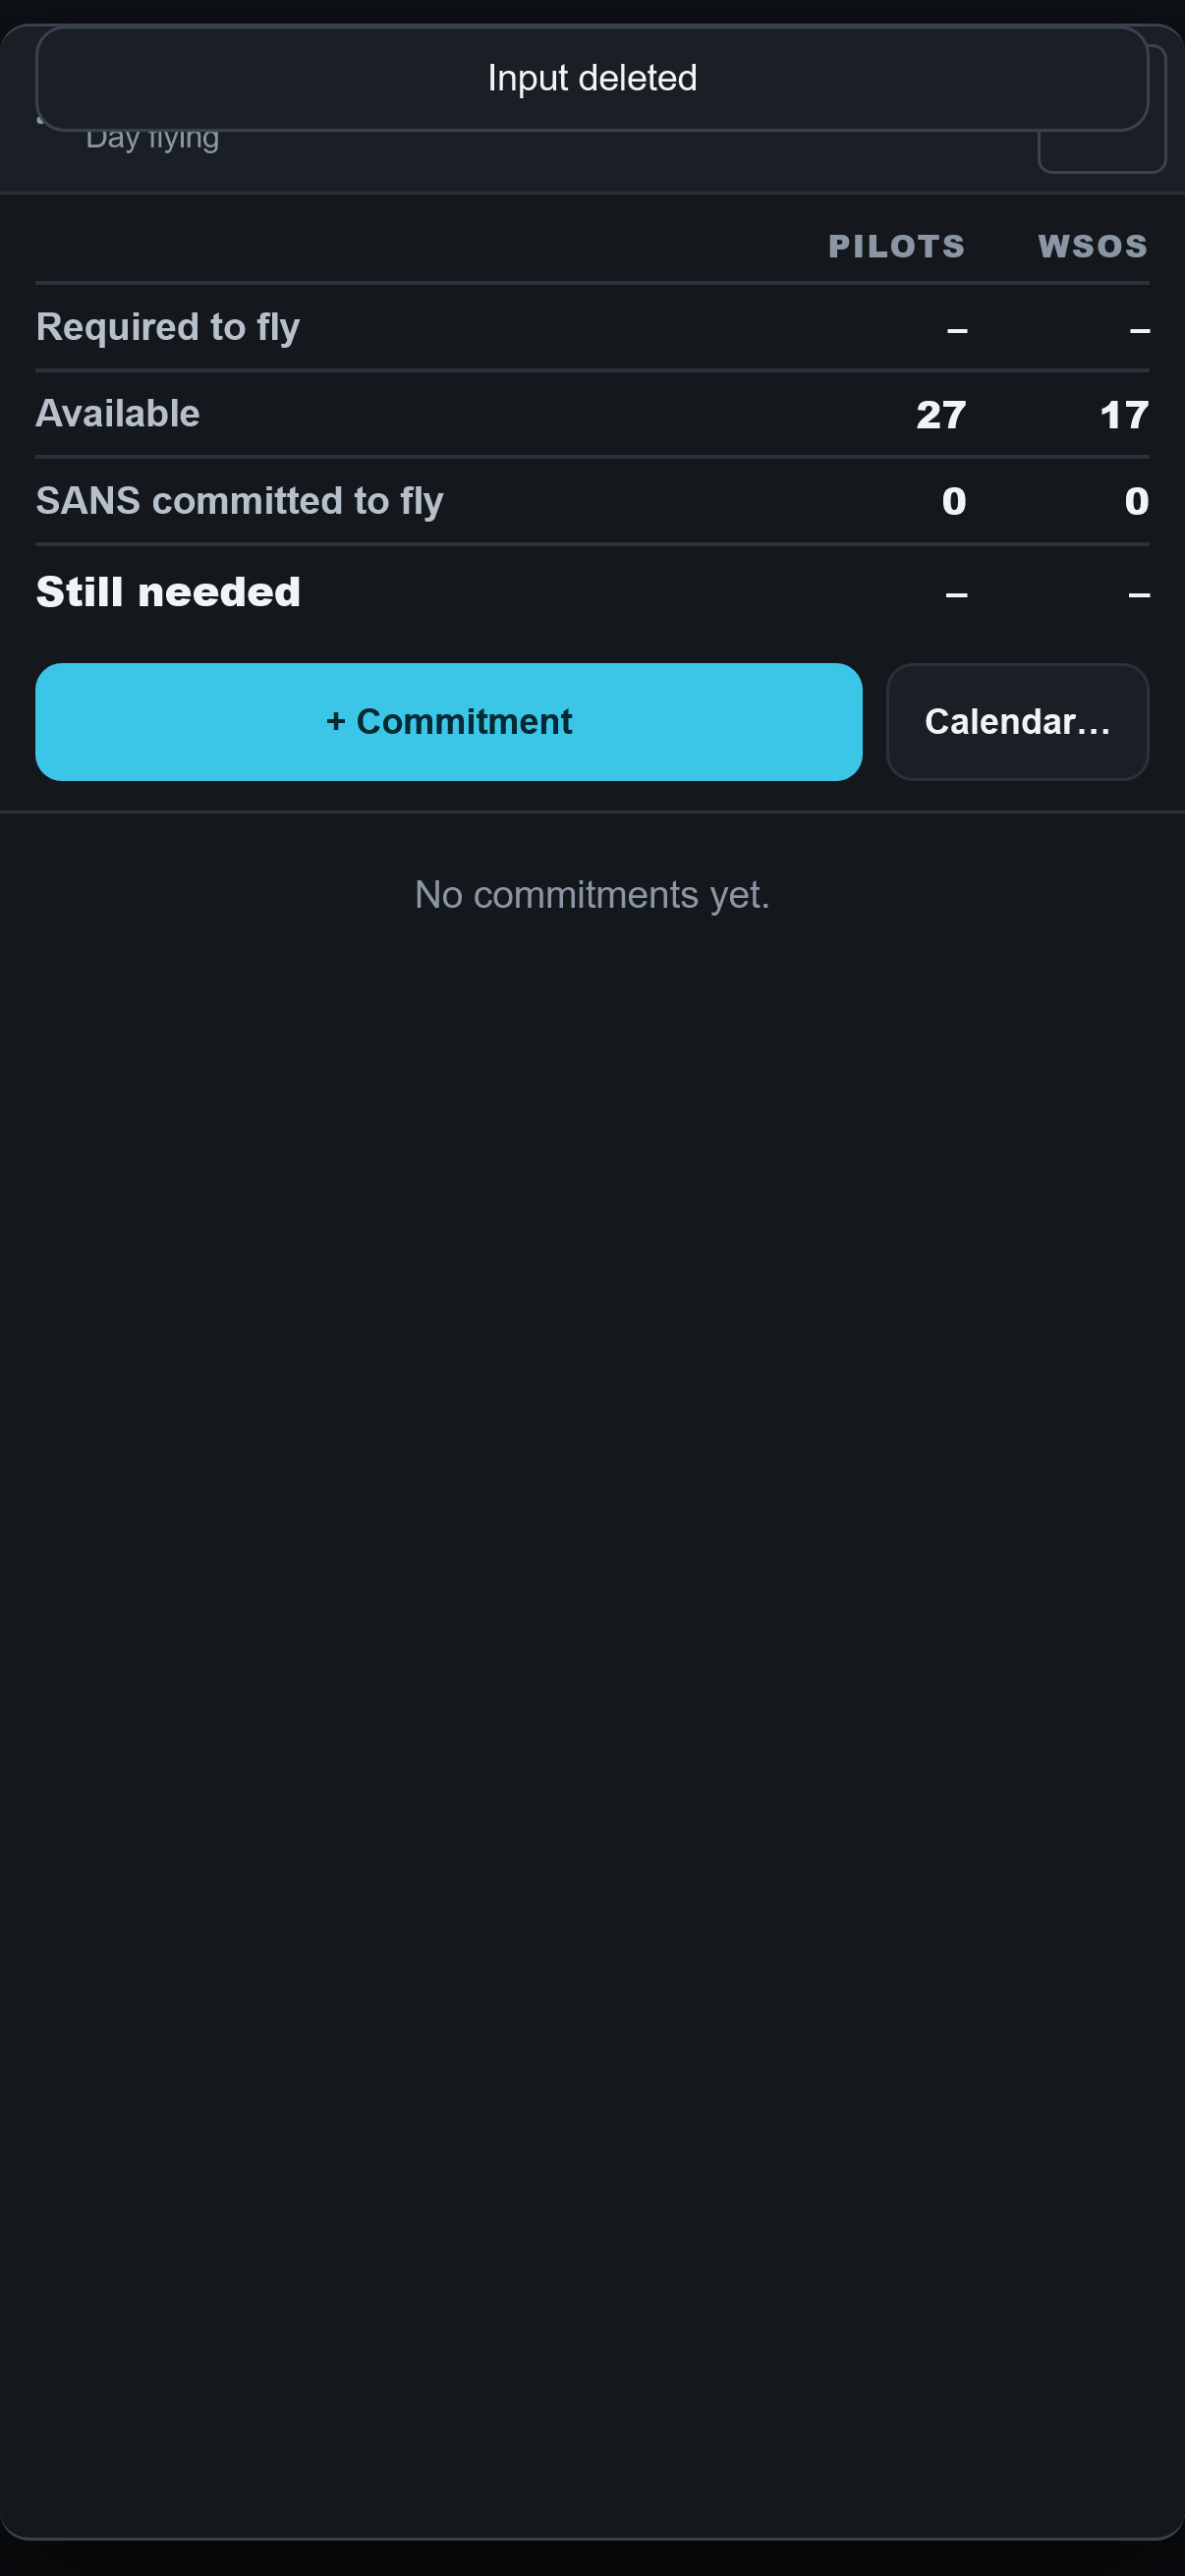 Input deleted
Day flying
PILOTS WSOS
Required to fly – –
Available 27 17
SANS committed to fly 0 0
Still needed – –
+ Commitment Calendar...
No commitments yet.